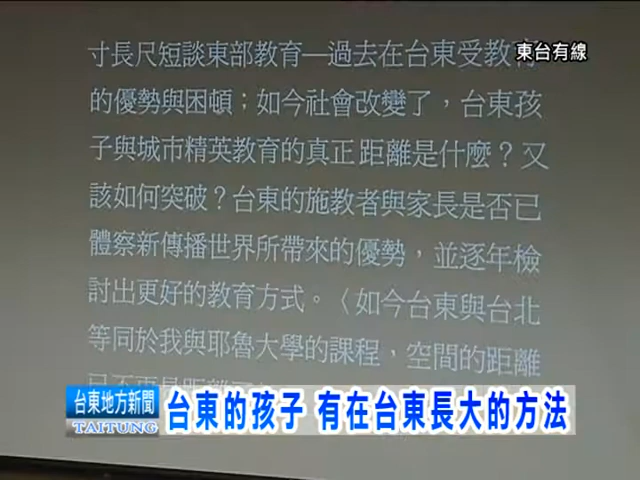 東台有線
寸長尺短談東部教育—過去在台東受教育
的優勢與困頓；如今社會改變了，台東孩
子與城市精英教育的真正距離是什麼？又
該如何突破？台東的施教者與家長是否已
體察新傳播世界所帶來的優勢，並逐年檢
討出更好的教育方式。〈如今台東與台北
等同於我與耶魯大學的課程，空間的距離
台東地方新聞
TAITUNG
台東的孩子 有在台東長大的方法